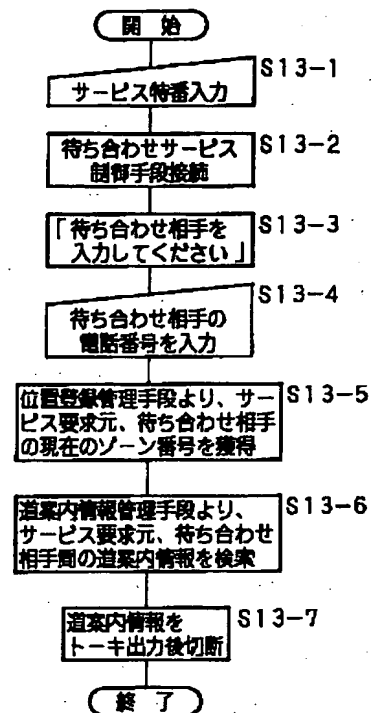 開 始
S13-1
サービス特番入力
S13-2
待ち合わせサービス
制御手段接続
S13-3
「待ち合わせ相手を
入力してください」
S13-4
待ち合わせ相手の
電話番号を入力
S13-5
位置登録管理手段より、サー
ビス要求元、待ち合わせ相手
の現在のゾーン番号を獲得
S13-6
道案内情報管理手段より、
サービス要求元、待ち合わせ
相手間の道案内情報を検索
S13-7
道案内情報を
トーキ出力後切断
終 了